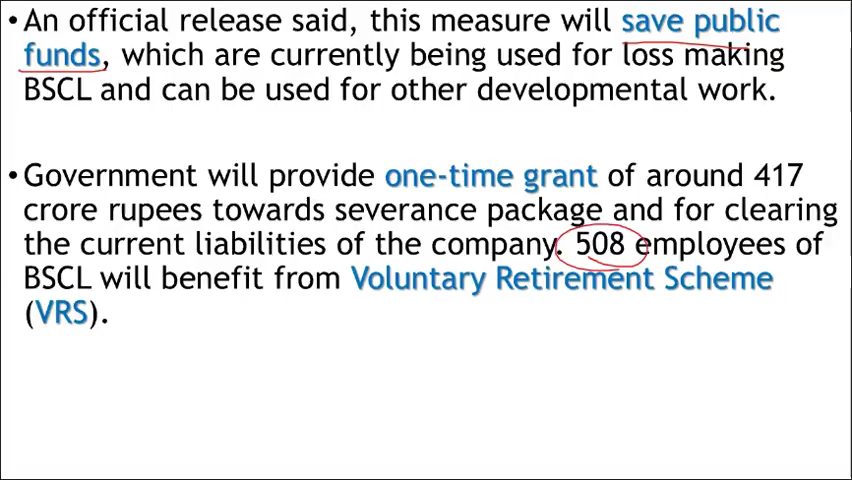 •An official release said, this measure will save public
funds, which are currently being used for loss making
BSCL and can be used for other developmental work.
•Government will provide one-time grant of around 417
crore rupees towards severance package and for clearing
the current liabilities of the company. 508 employees of
BSCL will benefit from Voluntary Retirement Scheme
(VRS).